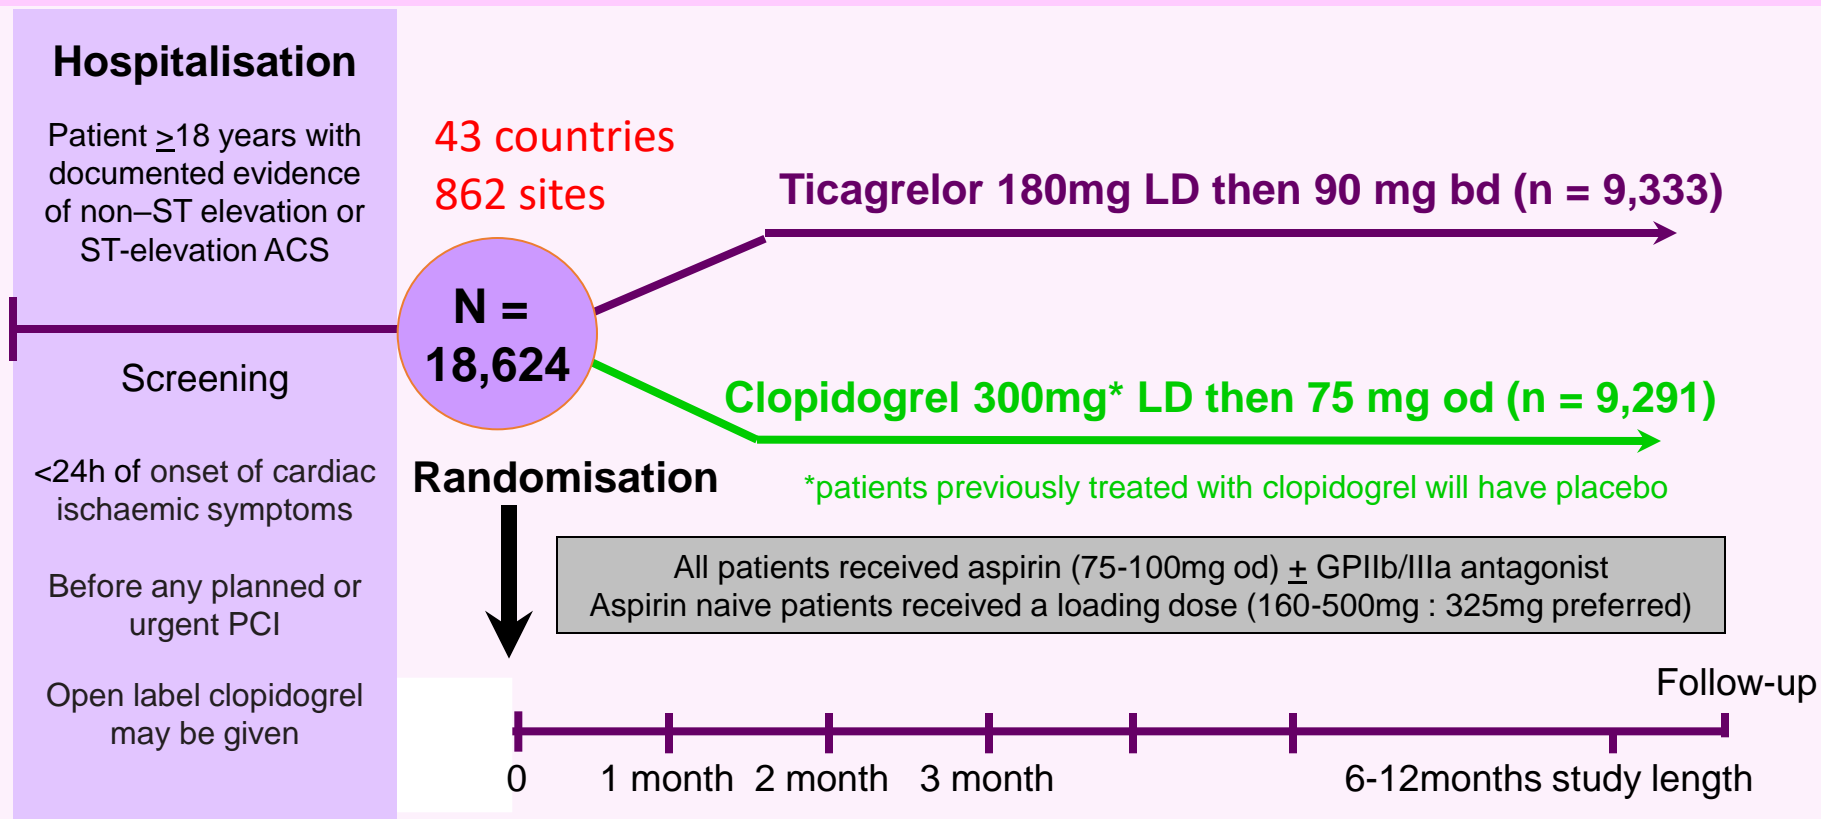 Hospitalisation
Patient ≥18 years with
documented evidence
of non–ST elevation or
ST-elevation ACS
Screening
<24h of onset of cardiac
ischaemic symptoms
Before any planned or
urgent PCI
Open label clopidogrel
may be given
43 countries
862 sites
N =
18,624
Ticagrelor 180mg LD then 90 mg bd (n = 9,333)
Clopidogrel 300mg* LD then 75 mg od (n = 9,291)
*patients previously treated with clopidogrel will have placebo
Randomisation
All patients received aspirin (75-100mg od) ± GPIIb/IIIa antagonist
Aspirin naive patients received a loading dose (160-500mg : 325mg preferred)
Follow-up
0 1 month 2 month 3 month 6-12months study length